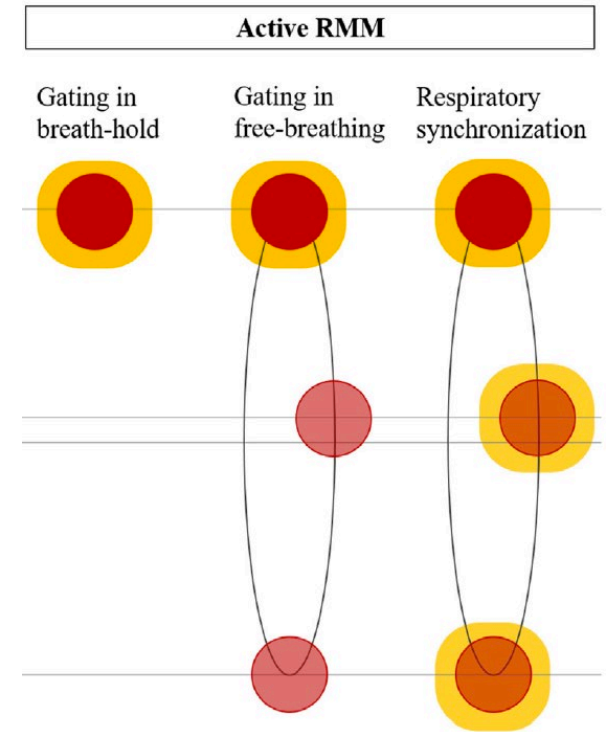 Active RMM
Gating in
breath-hold
Gating in
free-breathing
Respiratory
synchronization